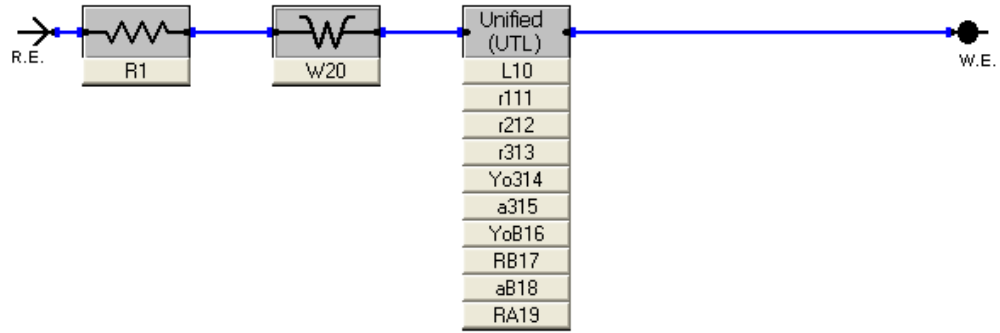 R.E.
R1
W
W20
Unified
(UTL)
L10
r111
r212
r313
Yo314
a315
YoB16
RB17
aB18
RA19
W.E.